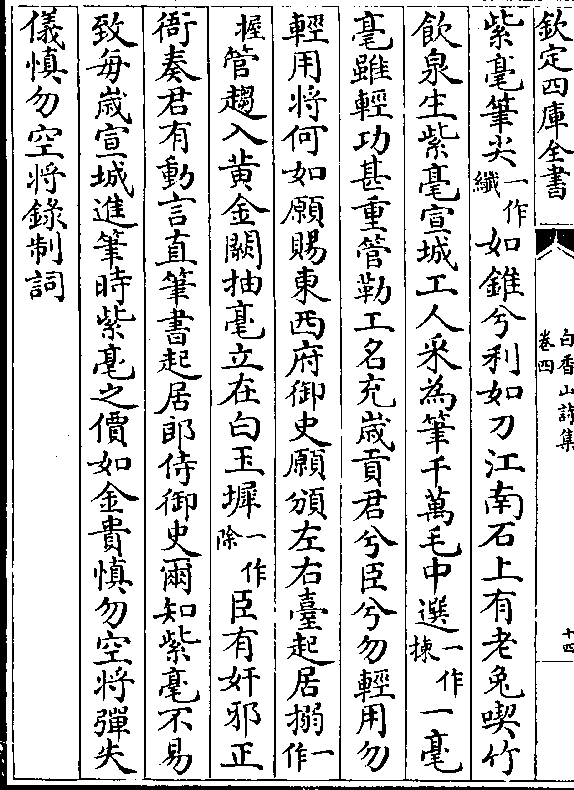 欽定四庫全書
白香山詩集
卷四
十四
紫毫筆尖一作纖如錐兮利如刀江南石上有老兔喫竹
飲泉生紫毫宣城工人采為筆千萬毛中選一作揀一毫
毫雖輕功甚重管勒工名充歲貢君兮臣兮勿輕用勿
輕用將何如願賜東西府御史願頒左右臺起居搦一作
握管趨入黃金闕抽毫立在白玉墀一作除臣有奸邪正
衙奏君有動言直筆書起居郎侍御史爾知紫毫不易
致每歲宣城進筆時紫毫之價如金貴慎勿空將彈失
儀慎勿空將錄制詞